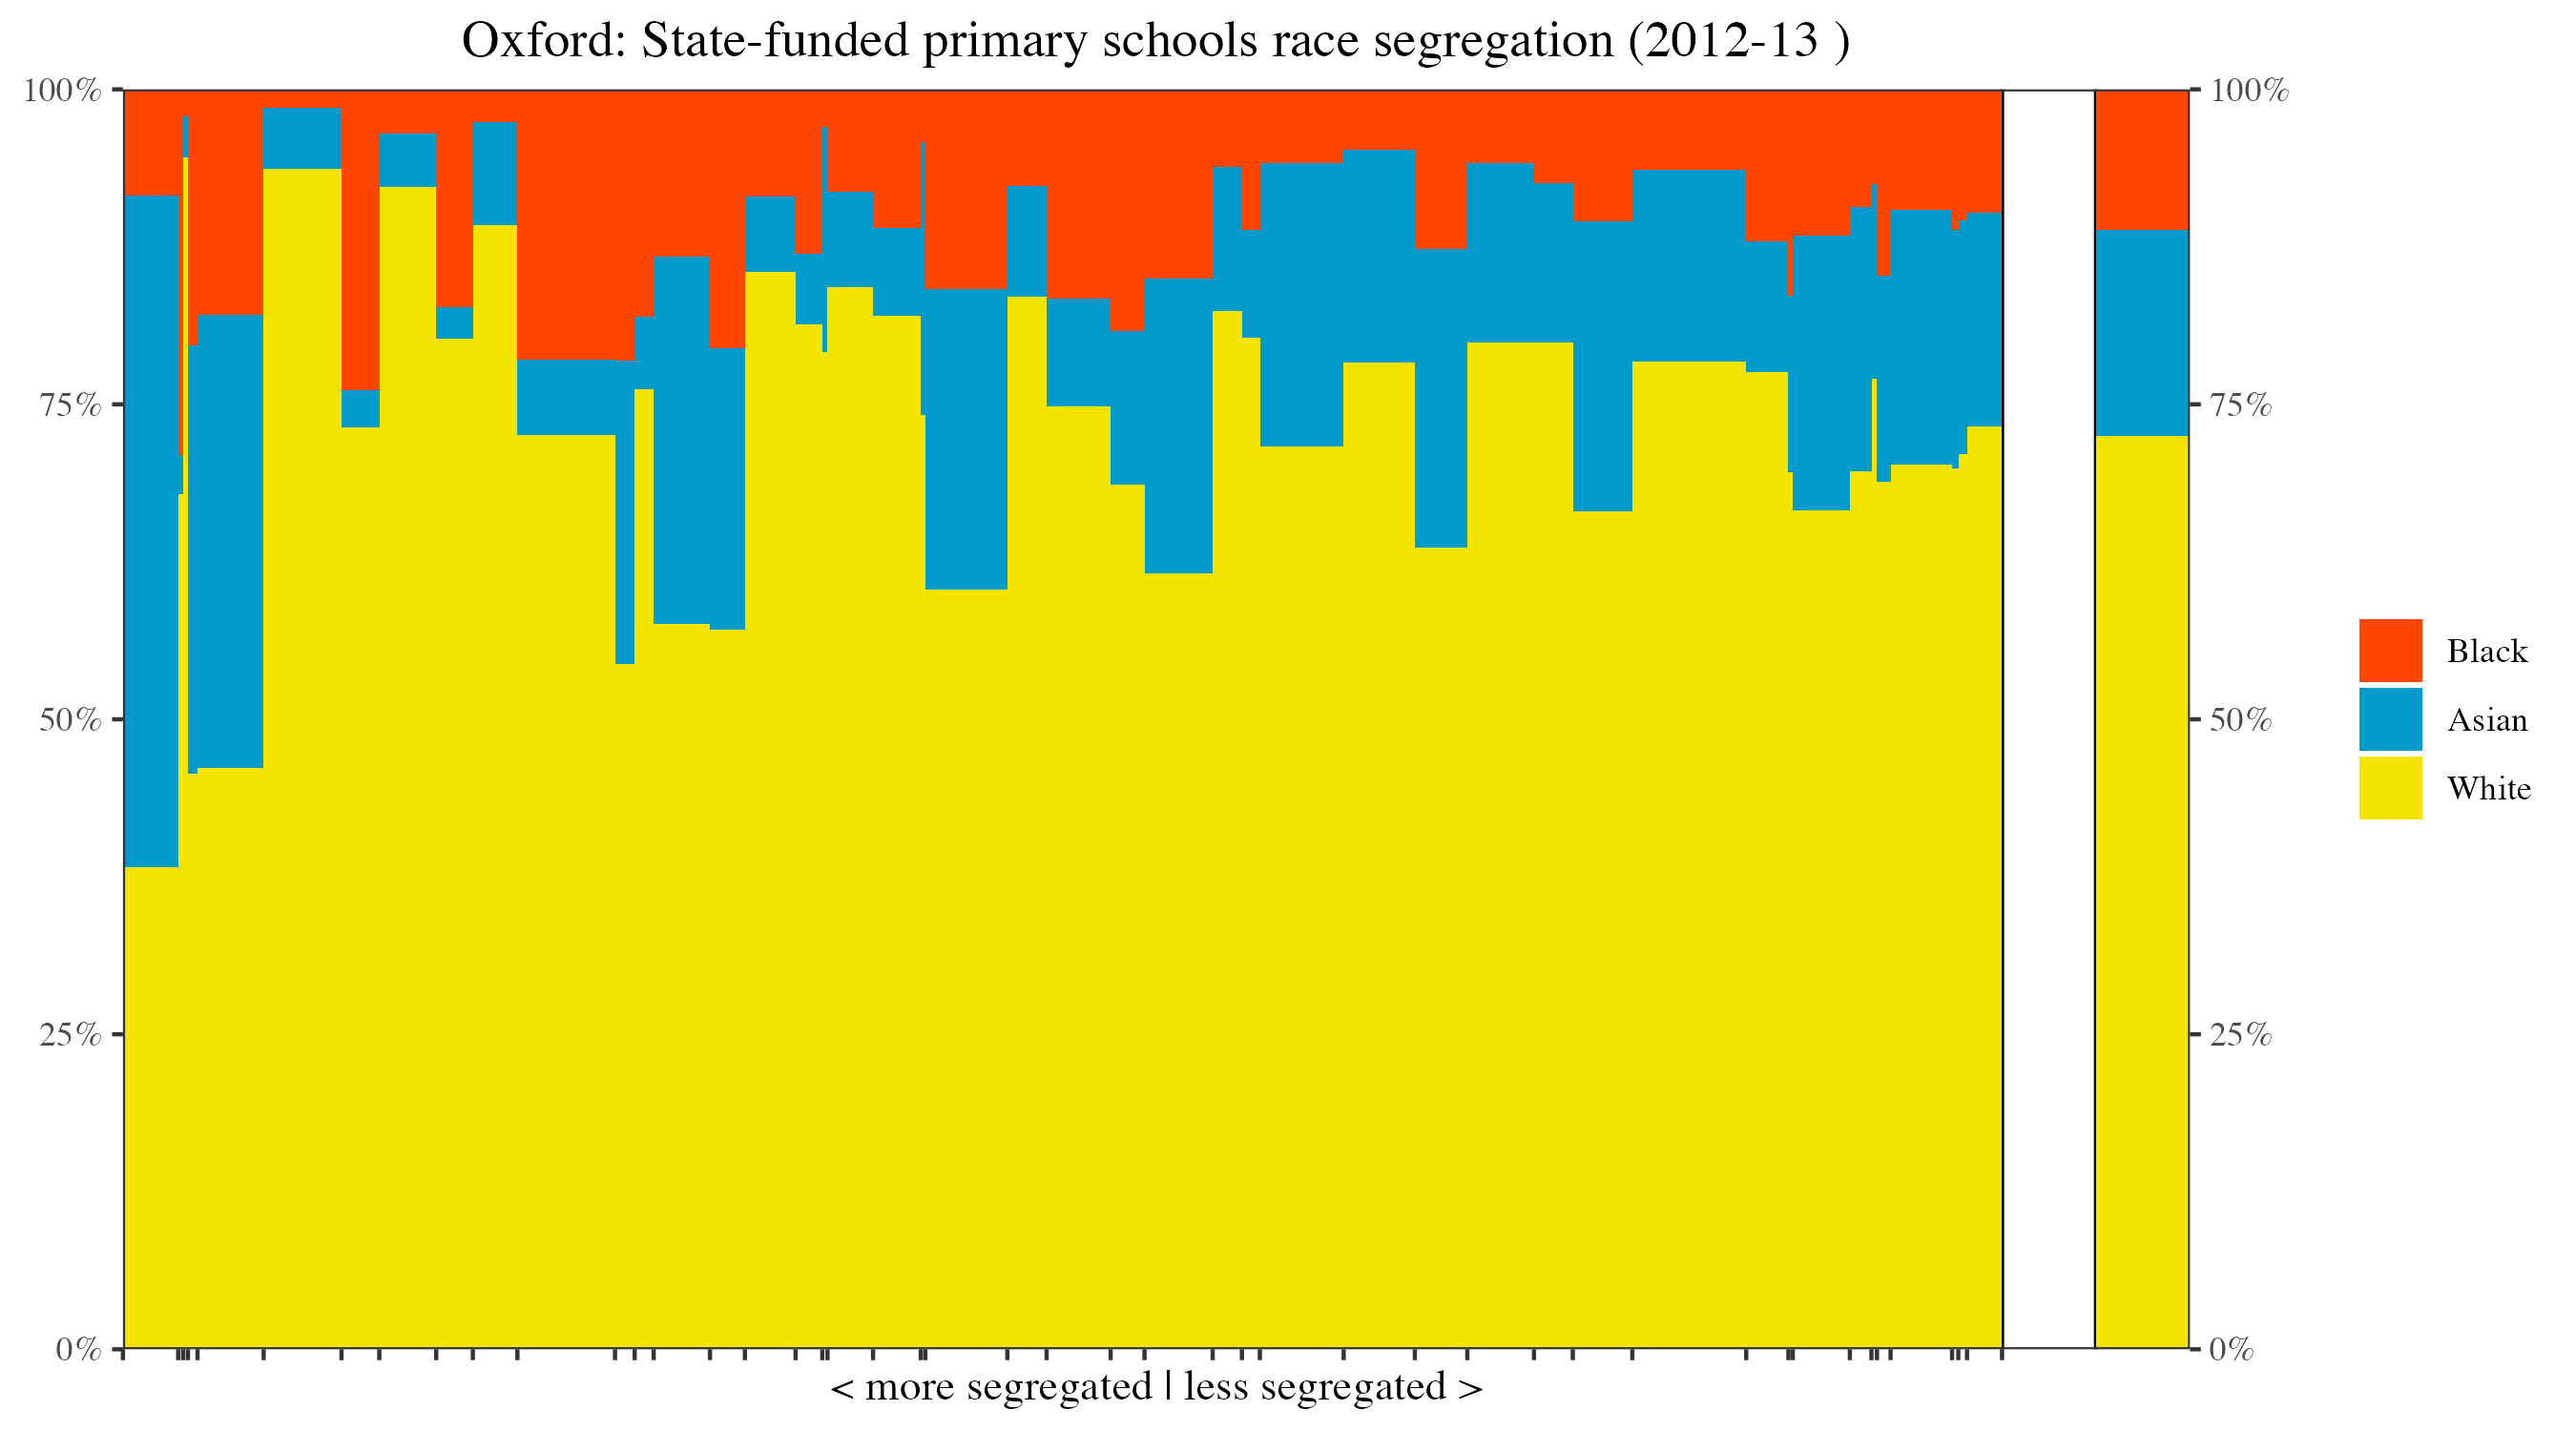 Oxford: State-funded primary schools race segregation (2012-13 )
100%
75%
50%
25%
0%
100%
75%
50%
25%
0%
Black
Asian
White
< more segregated | less segregated >